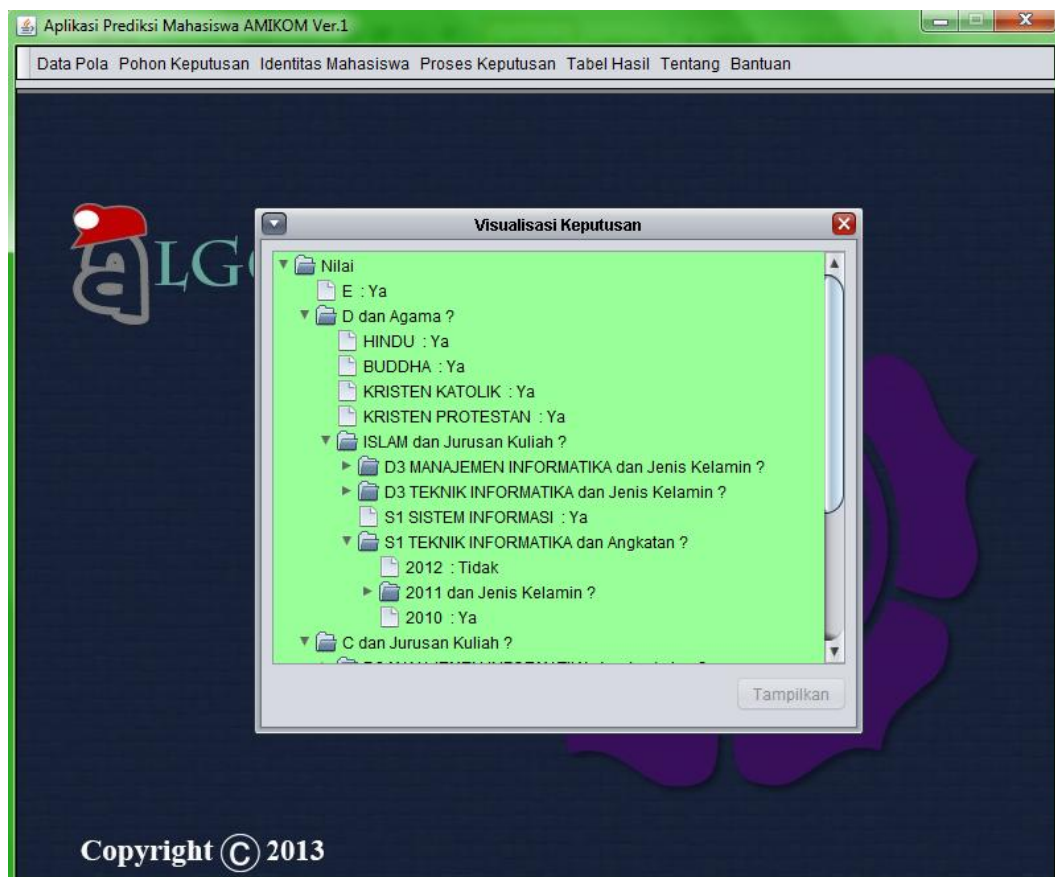 Aplikasi Prediksi Mahasiswa AMIKOM Ver.1
Data Pola Pohon Keputusan Identitas Mahasiswa Proses Keputusan Tabel Hasil Tentang Bantuan
LG
Visualisasi Keputusan
Nilai
E : Ya
D dan Agama ?
HINDU : Ya
BUDDHA : Ya
KRISTEN KATOLIK : Ya
KRISTEN PROTESTAN : Ya
ISLAM dan Jurusan Kuliah ?
D3 MANAJEMEN INFORMATIKA dan Jenis Kelamin ?
D3 TEKNIK INFORMATIKA dan Jenis Kelamin ?
S1 SISTEM INFORMASI : Ya
S1 TEKNIK INFORMATIKA dan Angkatan ?
2012 : Tidak
2011 dan Jenis Kelamin ?
2010 : Ya
C dan Jurusan Kuliah ?
Tampilkan
Copyright © 2013